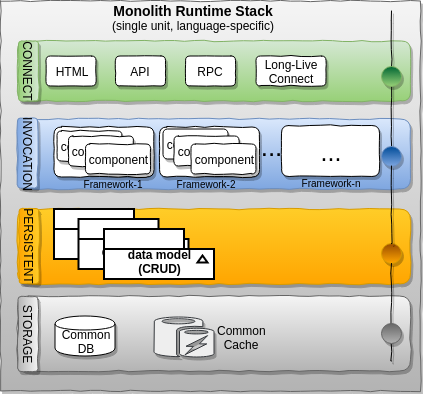 Monolith Runtime Stack
(single unit, language-specific)
CONNECT
HTML
API
RPC
Long-Live
Connect
INVOCATION
co
co
component
Framework-1
co
component
Framework-2
...
...
Framework-n
PERSISTENT
data model
(CRUD)
STORAGE
Common
DB
Common
Cache